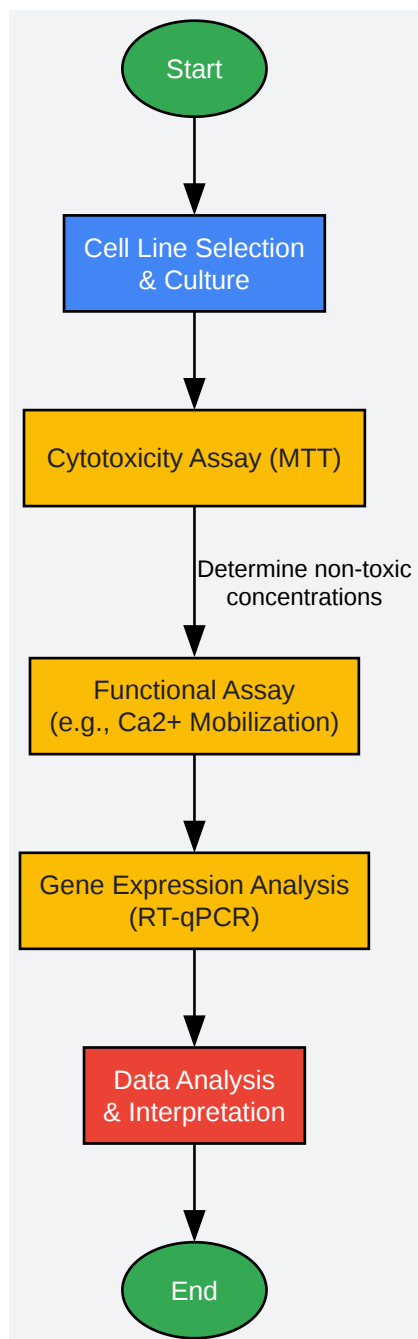 Start
Cell Line Selection
& Culture
Cytotoxicity Assay (MTT)
Determine non-toxic
concentrations
Functional Assay
(e.g., Ca2+ Mobilization)
Gene Expression Analysis
(RT-qPCR)
Data Analysis
& Interpretation
End